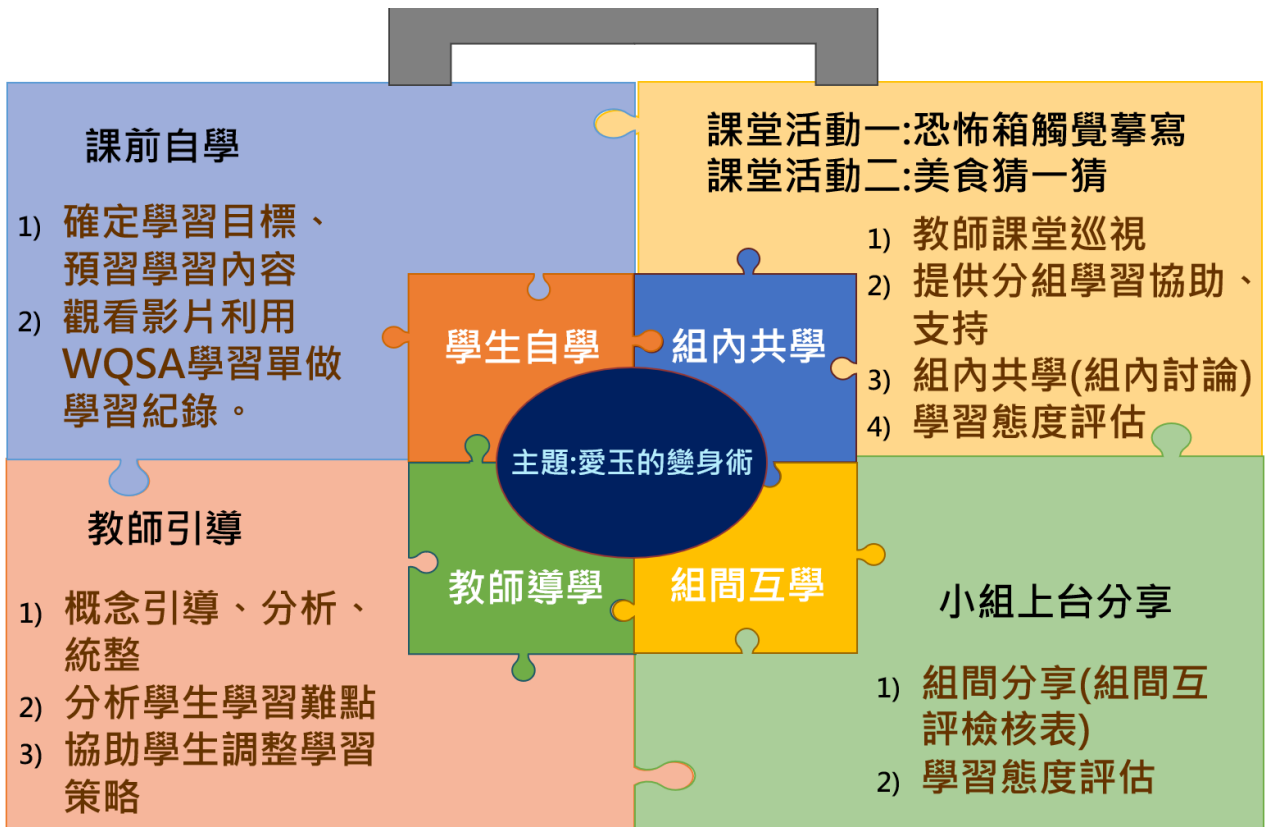 課前自學
1) 確定學習目標、
預習學習內容
2) 觀看影片利用
WQSA學習單做
學習紀錄。
課堂活動一:恐怖箱觸覺摹寫
課堂活動二:美食猜一猜
1) 教師課堂巡視
2) 提供分組學習協助、
支持
3) 組內共學(組內討論)
4) 學習態度評估
學生自學
組內共學
主題:愛玉的變身術
教師導學
組間互學
教師引導
1) 概念引導、分析、
統整
2) 分析學生學習難點
3) 協助學生調整學習
策略
小組上台分享
1) 組間分享(組間互
評檢核表)
2) 學習態度評估